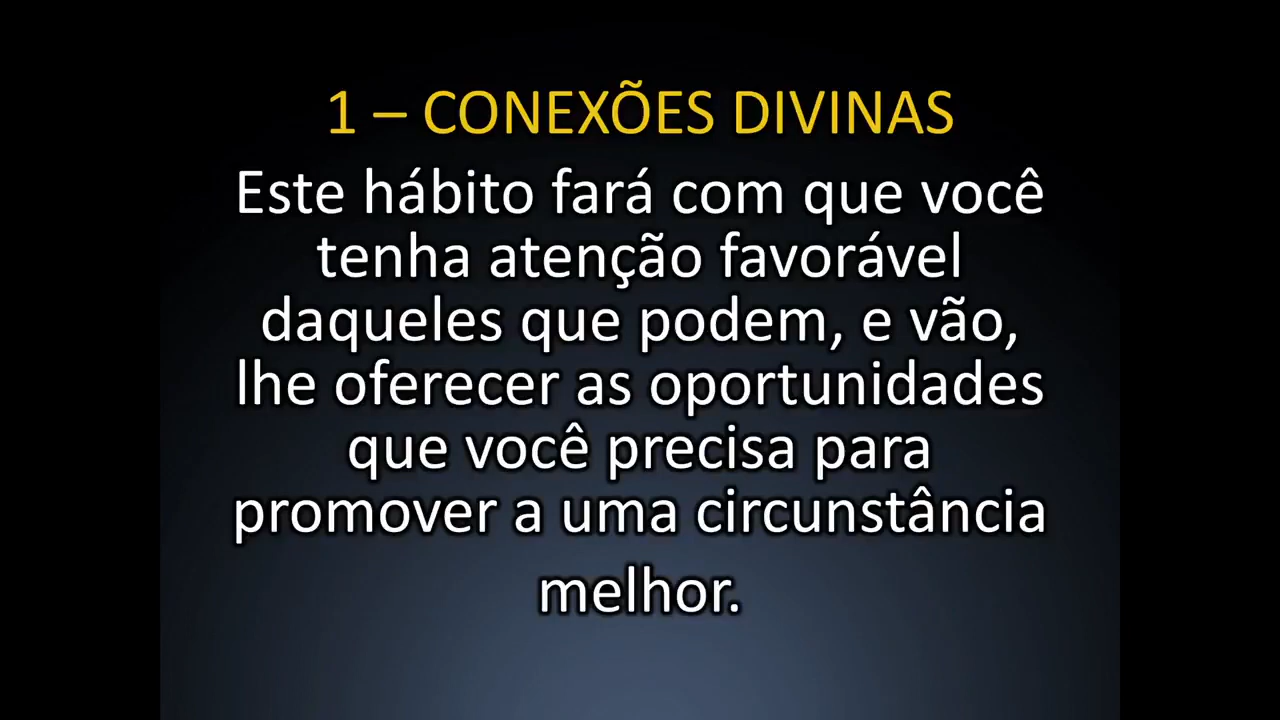 1 – CONEXÕES DIVINAS
Este hábito fará com que você
tenha atenção favorável
daqueles que podem, e vão,
lhe oferecer as oportunidades
que você precisa para
promover a uma circunstância
melhor.